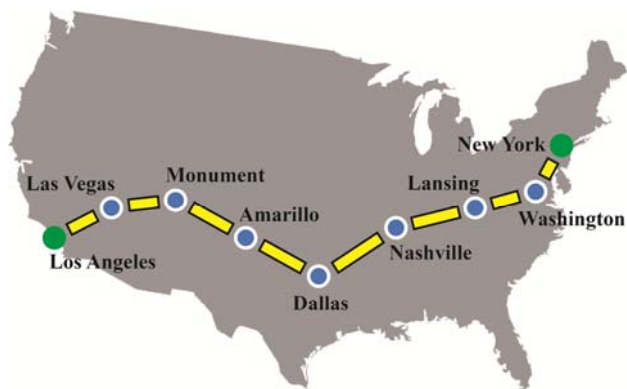 New York
Monument
Las Vegas
Lansing
Amarillo
Washington
Nashville
Los Angeles
Dallas